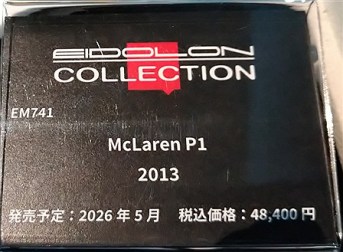 EIDOLON
COLLECTION
EM741
McLaren P1
2013
発売予定：2026年5月 税込価格：48,400円